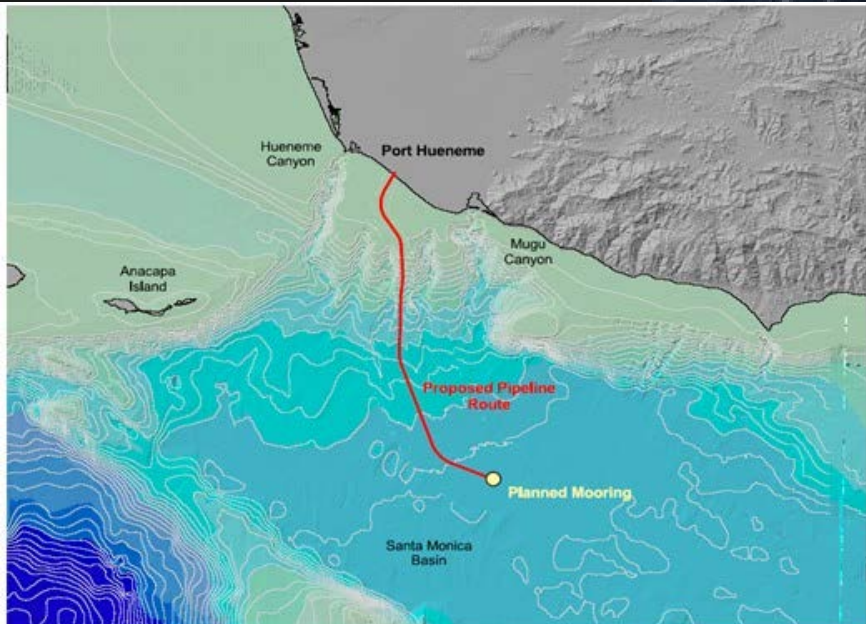 Hueneme
Canyon
Port Hueneme
Mugu
Canyon
Anacapa
Island
Proposed Pipeline
Route
Planned Mooring
Santa Monica
Basin